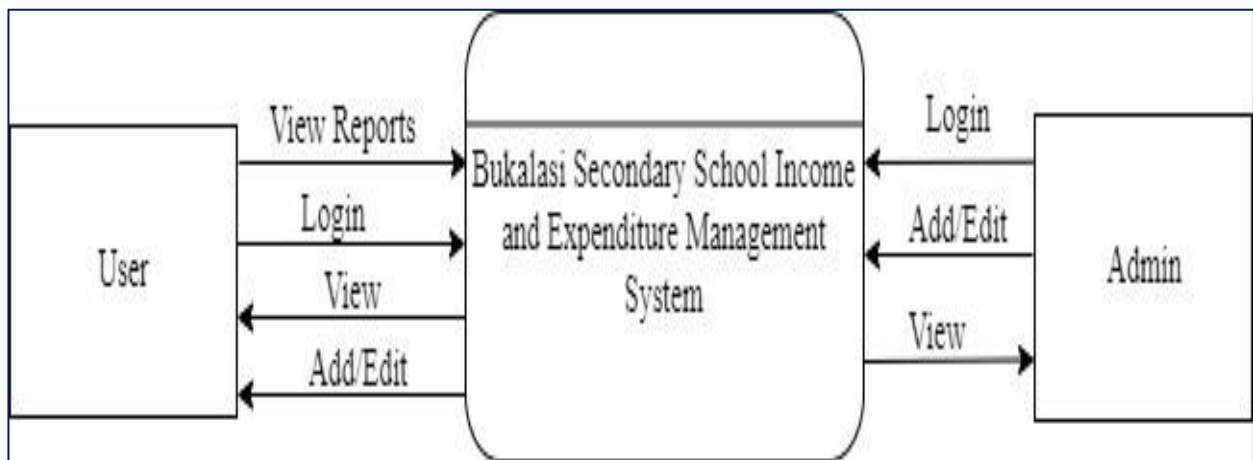 View Reports
Login
View
Add/Edit
User
Bukalasi Secondary School Income
and Expenditure Management
System
Login
Add/Edit
View
Admin